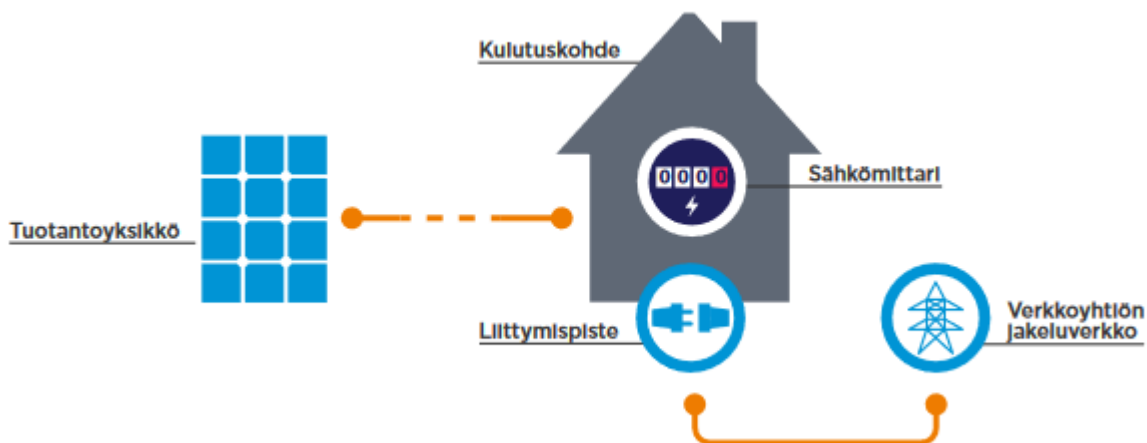 Kulutuskohde
0000
Sähkömittari
Tuotantoyksikkö
Liittymispiste
Verkkoyhtiön
jakeluverkko